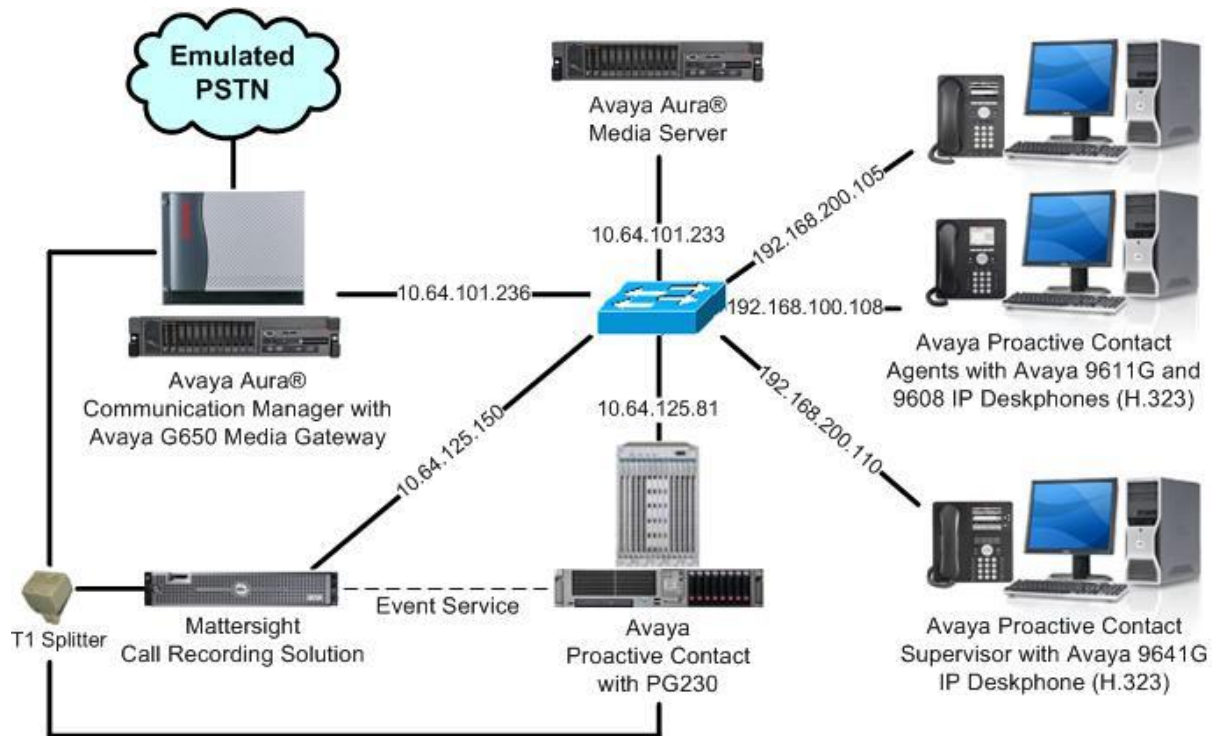 Emulated
PSTN
Avaya Aura®
Media Server
10.64.101.233
192.168.200.105
10.64.101.236
192.168.100.108
Avaya Aura®
Communication Manager with
Avaya G650 Media Gateway
Avaya Proactive Contact
Agents with Avaya 9611G and
9608 IP Deskphones (H.323)
10.64.125.150
10.64.125.81
192.168.200.110
T1 Splitter
Mattersight
Call Recording Solution
Event Service
Avaya
Proactive Contact
with PG230
Avaya Proactive Contact
Supervisor with Avaya 9641G
IP Deskphone (H.323)